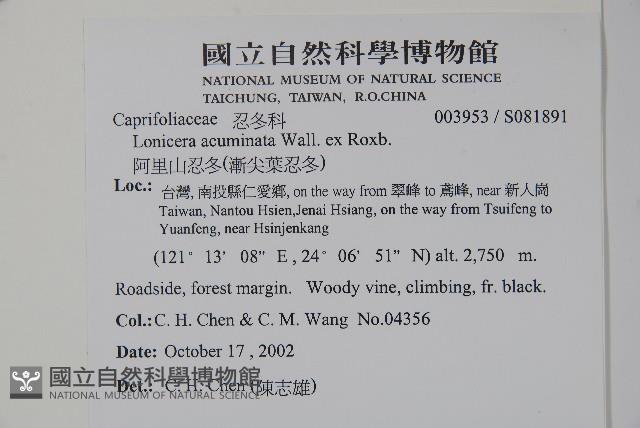 國立自然科學博物館
NATIONAL MUSEUM OF NATURAL SCIENCE
TAICHUNG, TAIWAN, R.O.CHINA
Caprifoliaceae 忍冬科 003953 / S081891
Lonicera acuminata Wall. ex Roxb.
阿里山忍冬(漸尖葉忍冬)
Loc.: 台灣, 南投縣仁愛鄉, on the way from 翠峰 to 鳶峰, near 新人崗
Taiwan, Nantou Hsien,Jenai Hsiang, on the way from Tsuifeng to
Yuanfeng, near Hsinjenkang
(121° 13' 08" E , 24° 06' 51" N) alt. 2,750 m.
Roadside, forest margin. Woody vine, climbing, fr. black.
Col.: C. H. Chen & C. M. Wang No.04356
Date: October 17 , 2002
Det.: C. H. Chen (陳志雄)
國立自然科學博物館
NATIONAL MUSEUM OF NATURAL SCIENCE